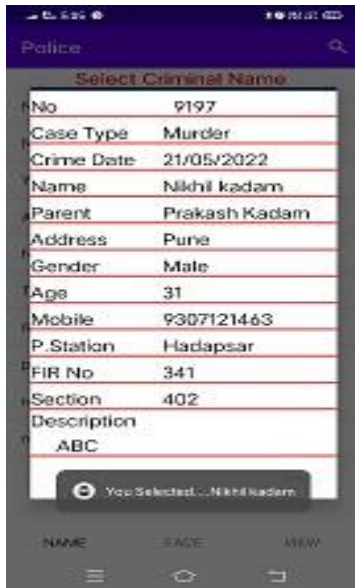 Police
Select Criminal Name
No 9197
Case Type Murder
Crime Date 21/05/2022
Name Nikhil kadam
Parent Prakash Kadam
Address Pune
Gender Male
Age 31
Mobile 9307121463
P.Station Hadapsar
FIR No 341
Section 402
Description
ABC
You Selected....Nikhil kadam
NAME FACE VIEW